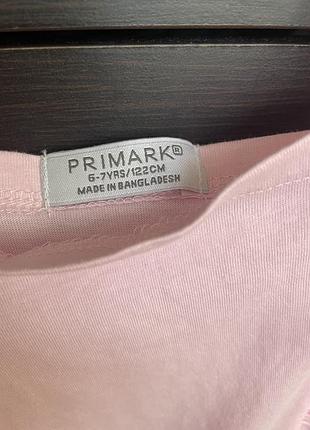 PRIMARK®
6-7YRS/122CM
MADE IN BANGLADESH